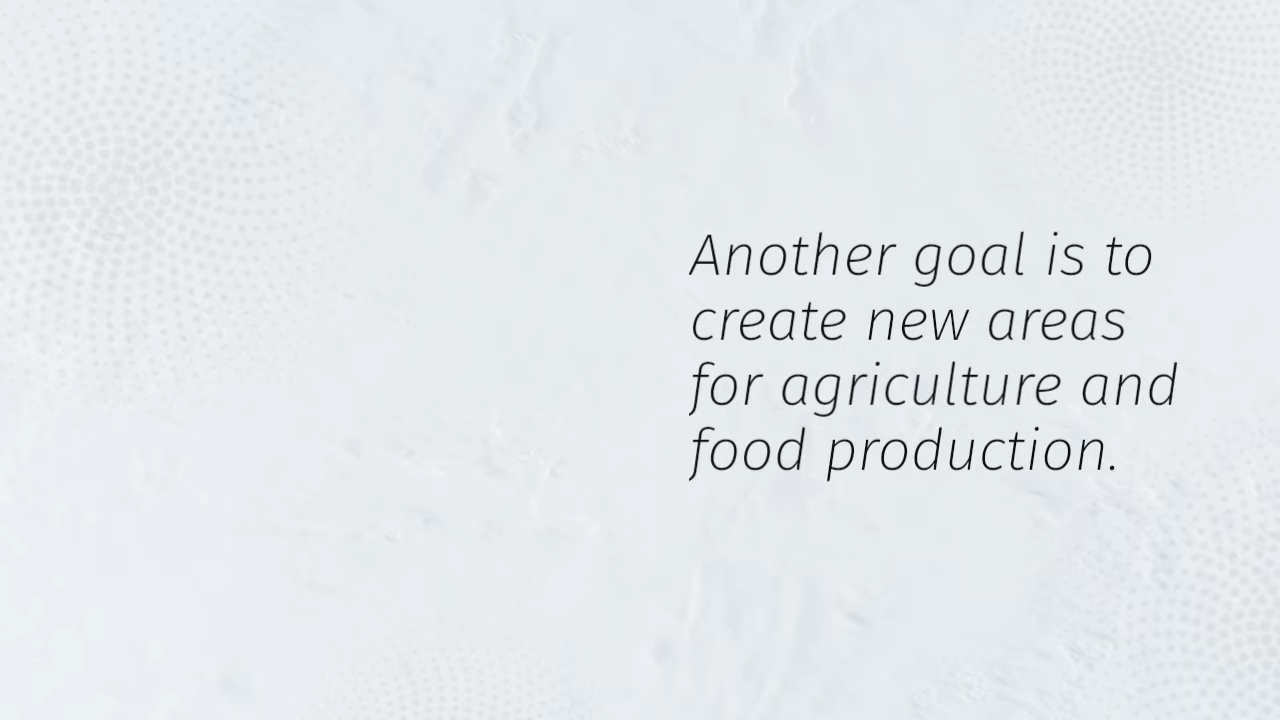 Another goal is to
create new areas
for agriculture and
food production.